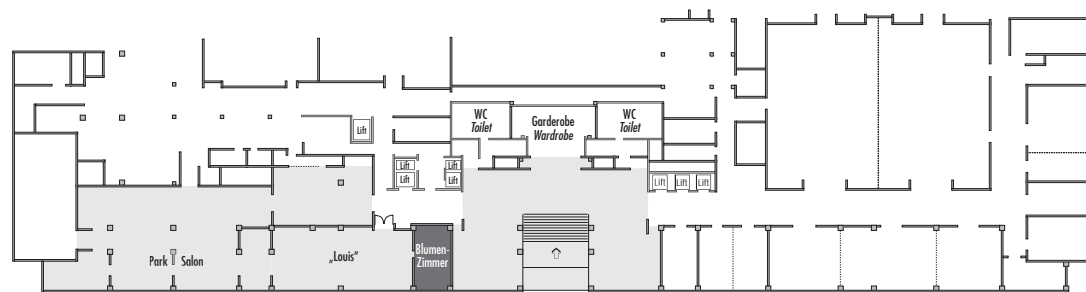 WC
Toilet
Garderobe
Wardrobe
WC
Toilet
Lift
Lift
Lift
Lift
Lift
Lift
Lift
Lift
Park Salon
„Louis“
Blumen-
Zimmer